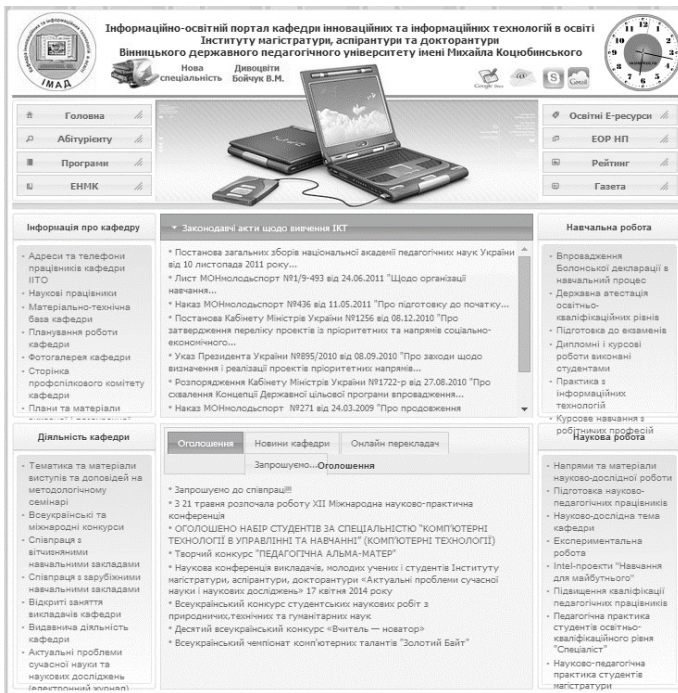 Інформаційно-освітній портал кафедри інноваційних та інформаційних технологій в освіті
Інституту магістратури, аспірантури та докторантури
Вінницького державного педагогічного університету імені Михайла Коцюбинського
ІМАД
Нова
спеціальність
Дивоцвіти
Бойчук В.М.
Google Docs
Gmail
Головна
Абітурієнту
Програми
ЕНМК
Освітні Е-ресурси
ЕОР НП
Рейтинг
Газета
Інформація про кафедру
Адреси та телефони
працівників кафедри
ІІТО
Наукові працівники
Матеріально-технічна
база кафедри
Планування роботи
кафедри
Фотогалерея кафедри
Сторінка
профспілкового комітету
кафедри
Плани та матеріали
Законодавчі акти щодо вивчення ІКТ
* Постанова загальних зборів національної академії педагогічних наук України
від 10 листопада 2011 року...
* Лист МОНмолодьспорт №1/9-493 від 24.06.2011 "Щодо організації
навчання...
* Наказ МОНмолодьспорт №436 від 11.05.2011 "Про підготовку до початку...
* Постанова Кабінету Міністрів України №1256 від 08.12.2010 "Про
затвердження переліку проектів із пріоритетних та напрямів соціально-
економічного...
* Указ Президента України №895/2010 від 08.09.2010 "Про заходи щодо
визначення і реалізації проектів пріоритетних напрямів...
* Розпорядження Кабінету Міністрів України №1722-р від 27.08.2010 "Про
схвалення Концепції Державної цільової програми впровадження...
* Наказ МОНмолодьспорт №271 від 24.03.2009 "Про продовження
Навчальна робота
Впровадження
Болонської декларації в
навчальний процес
Державна атестація
освітньо-
кваліфікаційних рівнів
Підготовка до екзаменів
Дипломні і курсові
роботи виконані
студентами
Практика з
інформаційних
технологій
Курсове навчання з
робітничих професій
Діяльність кафедри
Тематика та матеріали
виступів та доповідей на
методологічному
семінарі
Всеукраїнські та
міжнародні конкурси
Співпраця з
вітчизняними
навчальними закладами
Співпраця з зарубіжними
навчальними закладами
Відкриті заняття
викладачів кафедри
Видавнича діяльність
кафедри
Актуальні проблеми
сучасної науки та
наукових досліджень
(електронний журнал)
Оголошення
Новини кафедри
Онлайн перекладач
Запрошуємо...
Оголошення
* Запрошуємо до співпраці!!!
* З 21 травня розпочала роботу XII Міжнародна науково-практична
конференція
* ОГОЛОШЕНО НАБІР СТУДЕНТІВ ЗА СПЕЦІАЛЬНІСТЮ "КОМП'ЮТЕРНІ
ТЕХНОЛОГІЇ В УПРАВЛІННІ ТА НАВЧАННІ" (КОМП'ЮТЕРНІ ТЕХНОЛОГІЇ)
* Творчий конкурс "ПЕДАГОГІЧНА АЛЬМА-МАТЕР"
* Наукова конференція викладачів, молодих учених і студентів Інституту
магістратури, аспірантури, докторантури «Актуальні проблеми сучасної
науки і наукових досліджень» 17 квітня 2014 року
* Всеукраїнський конкурс студентських наукових робіт з
природничих,технічних та гуманітарних наук
* Десятий всеукраїнський конкурс «Вчитель — новатор»
* Всеукраїнський чемпіонат комп'ютерних талантів "Золотий Байт"
Наукова робота
Напрями та матеріали
науково-дослідної роботи
Підготовка науково-
педагогічних працівників
Науково-дослідна тема
кафедри
Експериментальна
робота
Intel-проекти "Навчання
для майбутнього"
Підвищення кваліфікації
педагогічних працівників
Педагогічна практика
студентів освітньо-
кваліфікаційного рівня
"Спеціаліст"
Науково-педагогічна
практика студентів
магістратури